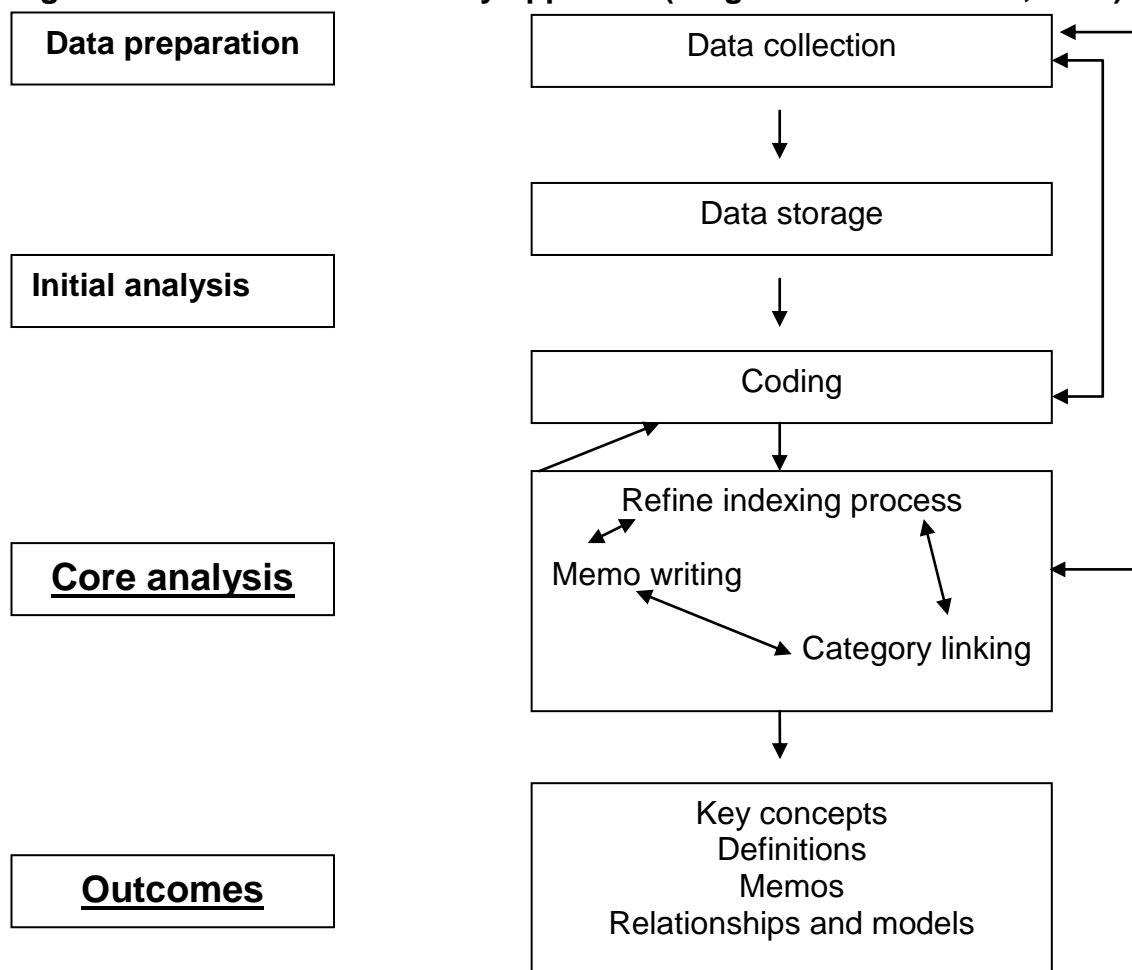 Data preparation
Data collection
Data storage
Initial analysis
Coding
Refine indexing process
Memo writing
Core analysis
Category linking
Key concepts
Definitions
Memos
Outcomes
Relationships and models